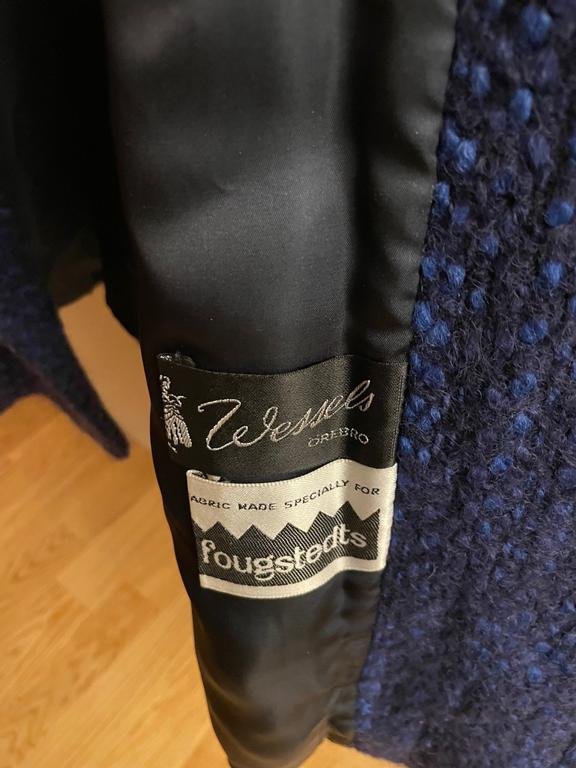 Wessels
ÖREBRO
ABRIC MADE SPECIALLY FOR
fougstedts